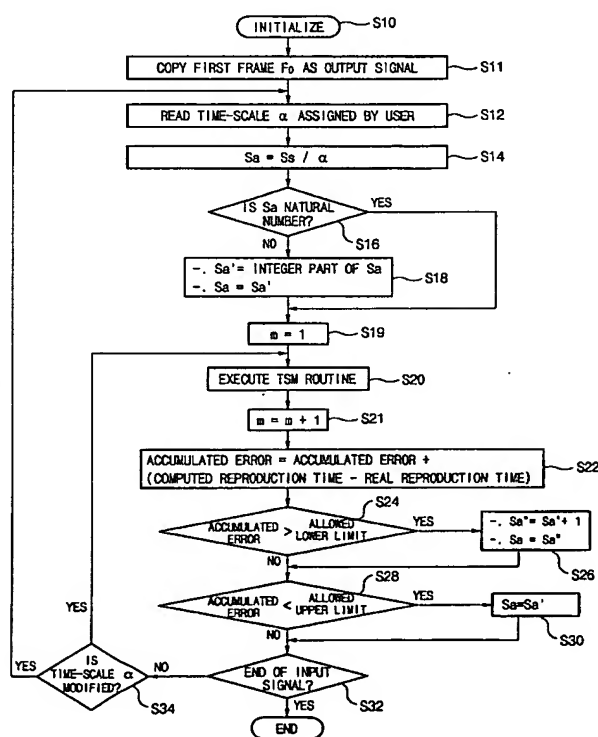 INITIALIZE
S10
COPY FIRST FRAME F0 AS OUTPUT SIGNAL
S11
READ TIME-SCALE α ASSIGNED BY USER
S12
Sa = Ss / α
S14
IS Sa NATURAL
NUMBER?
YES
S16
NO
-. Sa'= INTEGER PART OF Sa
-. Sa = Sa'
S18
m = 1
S19
EXECUTE TSM ROUTINE
S20
m = m + 1
S21
ACCUMULATED ERROR = ACCUMULATED ERROR +
(COMPUTED REPRODUCTION TIME - REAL REPRODUCTION TIME)
S22
S24
ACCUMULATED ERROR > ALLOWED LOWER LIMIT
YES
-. Sa"= Sa'+ 1
-. Sa = Sa"
S26
NO
S28
ACCUMULATED ERROR < ALLOWED UPPER LIMIT
YES
Sa=Sa'
S30
NO
YES
YES
IS
TIME-SCALE α
MODIFIED?
S34
NO
END OF INPUT
SIGNAL?
S32
YES
END